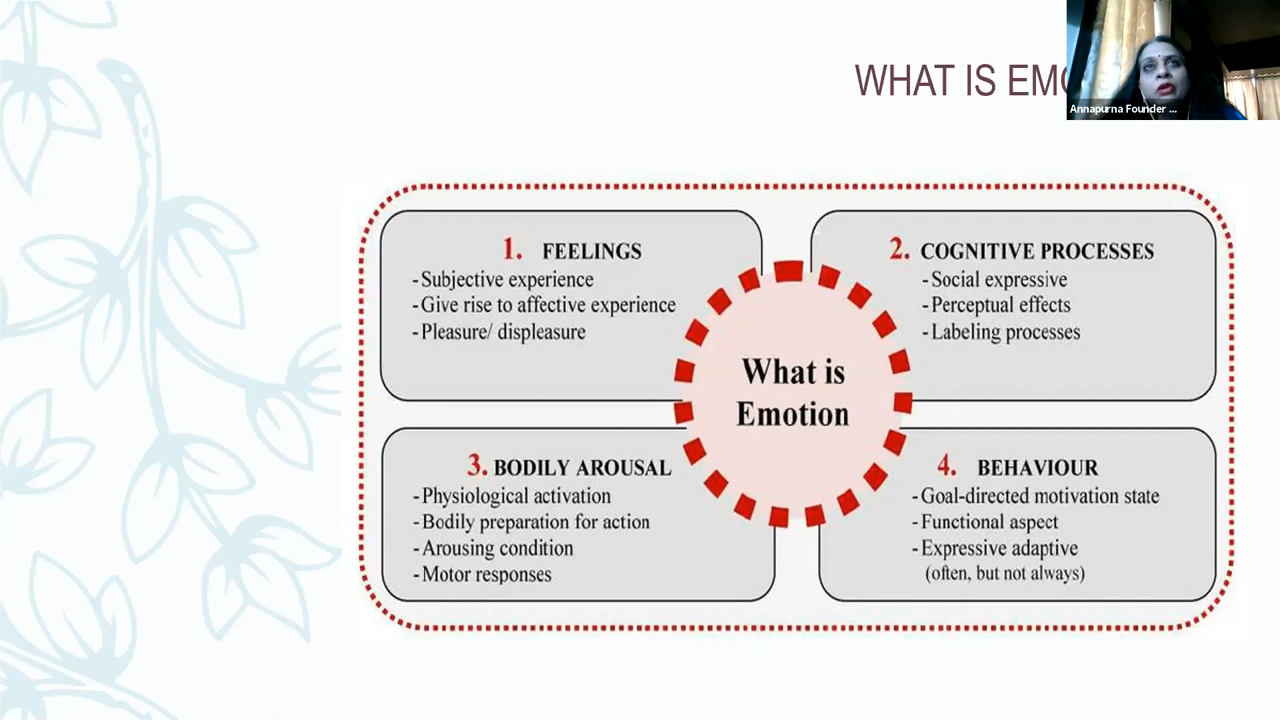 WHAT IS
Annapurna Founder ...
1. FEELINGS
-Subjective experience
-Give rise to affective experience
-Pleasure/ displeasure
2. COGNITIVE PROCESSES
-Social expressive
-Perceptual effects
-Labeling processes
What is
Emotion
3. BODILY AROUSAL
-Physiological activation
-Bodily preparation for action
-Arousing condition
-Motor responses
4. BEHAVIOUR
-Goal-directed motivation state
-Functional aspect
-Expressive adaptive
(often, but not always)